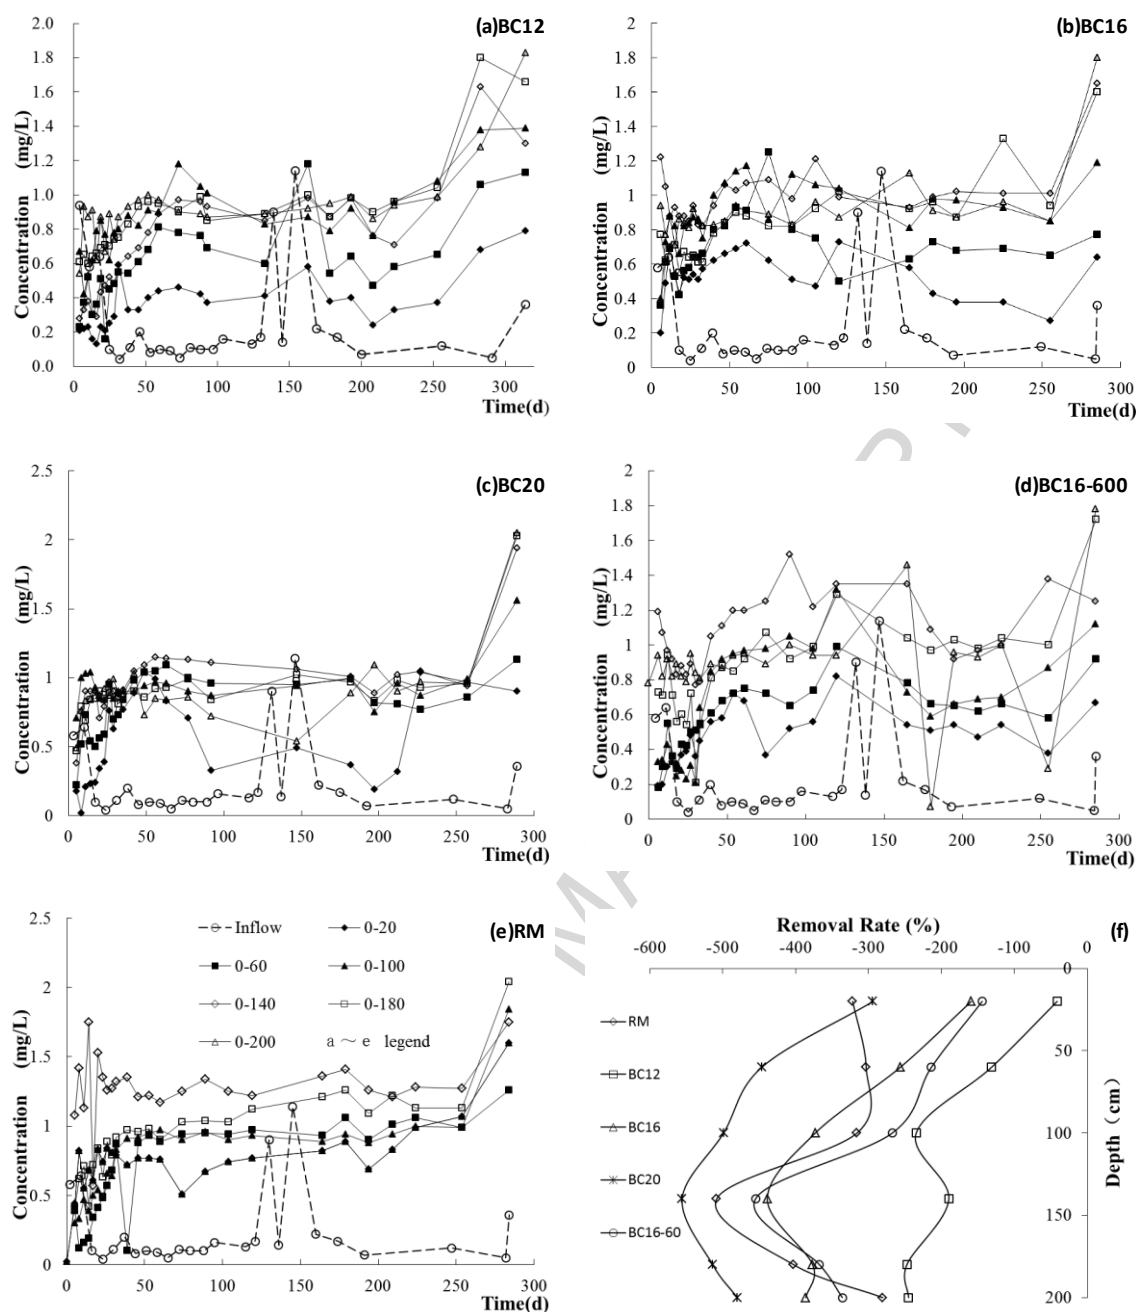 (a)BC12
2.0
1.8
1.6
1.4
1.2
1.0
0.8
0.6
0.4
0.2
0.0
Concentration (mg/L)
0 50 100 150 200 250 300
Time(d)
(b)BC16
2
1.8
1.6
1.4
1.2
1
0.8
0.6
0.4
0.2
0
Concentration (mg/L)
0 50 100 150 200 250 300
Time(d)
(c)BC20
2.5
2
1.5
1
0.5
0
Concentration (mg/L)
0 50 100 150 200 250 300
Time(d)
(d)BC16-600
2
1.8
1.6
1.4
1.2
1
0.8
0.6
0.4
0.2
0
Concentration (mg/L)
0 50 100 150 200 250 300
Time(d)
(e)RM
2.5
2
1.5
1
0.5
0
Concentration (mg/L)
Inflow 0-20
0-60 0-100
0-140 0-180
0-200 a～e legend
0 50 100 150 200 250 300
Time(d)
(f)
Removal Rate (%)
-600 -500 -400 -300 -200 -100 0
0
50
100
150
200
Depth (cm)
RM
BC12
BC16
BC20
BC16-60